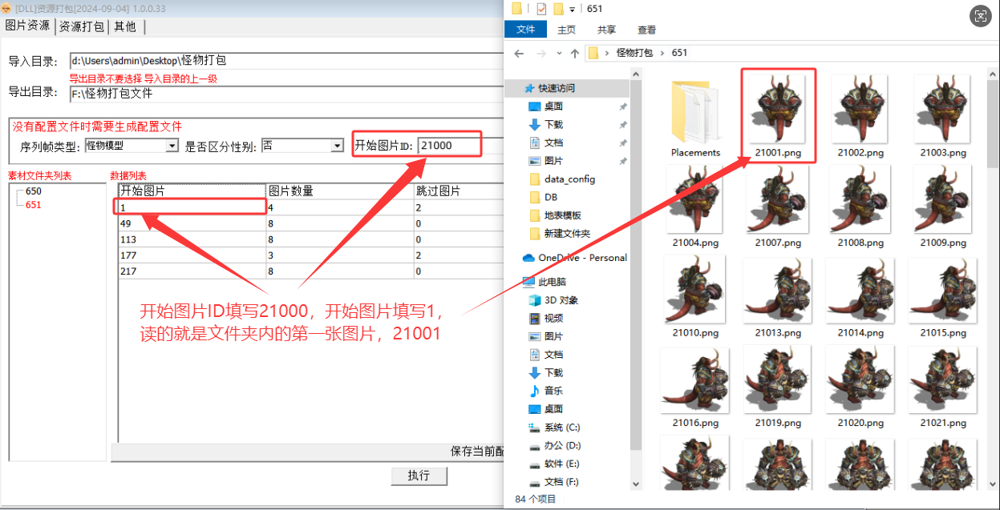 [DLL]资源打包[2024-09-04] 1.0.0.33
图片资源 资源打包 其他
导入目录: d:\Users\admin\Desktop\怪物打包
导出目录不要选择 导入目录的上一级
导出目录: F:\怪物打包文件
没有配置文件时需要生成配置文件
序列帧类型: 怪物模型 是否区分性别: 否 开始图片ID: 21000
素材文件夹列表 数据列表
650
651
开始图片 图片数量 跳过图片
1 4 2
49 8 0
113 8 0
177 3 2
217 8 0
开始图片ID填写21000，开始图片填写1，
读的就是文件夹内的第一张图片，21001
保存当前配
执行
651
文件 主页 共享 查看
怪物打包 651
快速访问
桌面
下载
文档
图片
data_config
DB
地表模板
新建文件夹
OneDrive - Personal
此电脑
3D 对象
视频
图片
文档
下载
音乐
桌面
系统 (C:)
办公 (D:)
软件 (E:)
文档 (F:)
Placements 21001.png 21002.png 21003.png
21004.png 21007.png 21008.png 21009.png
21010.png 21013.png 21014.png 21015.png
21016.png 21019.png 21020.png 21021.png
84 个项目